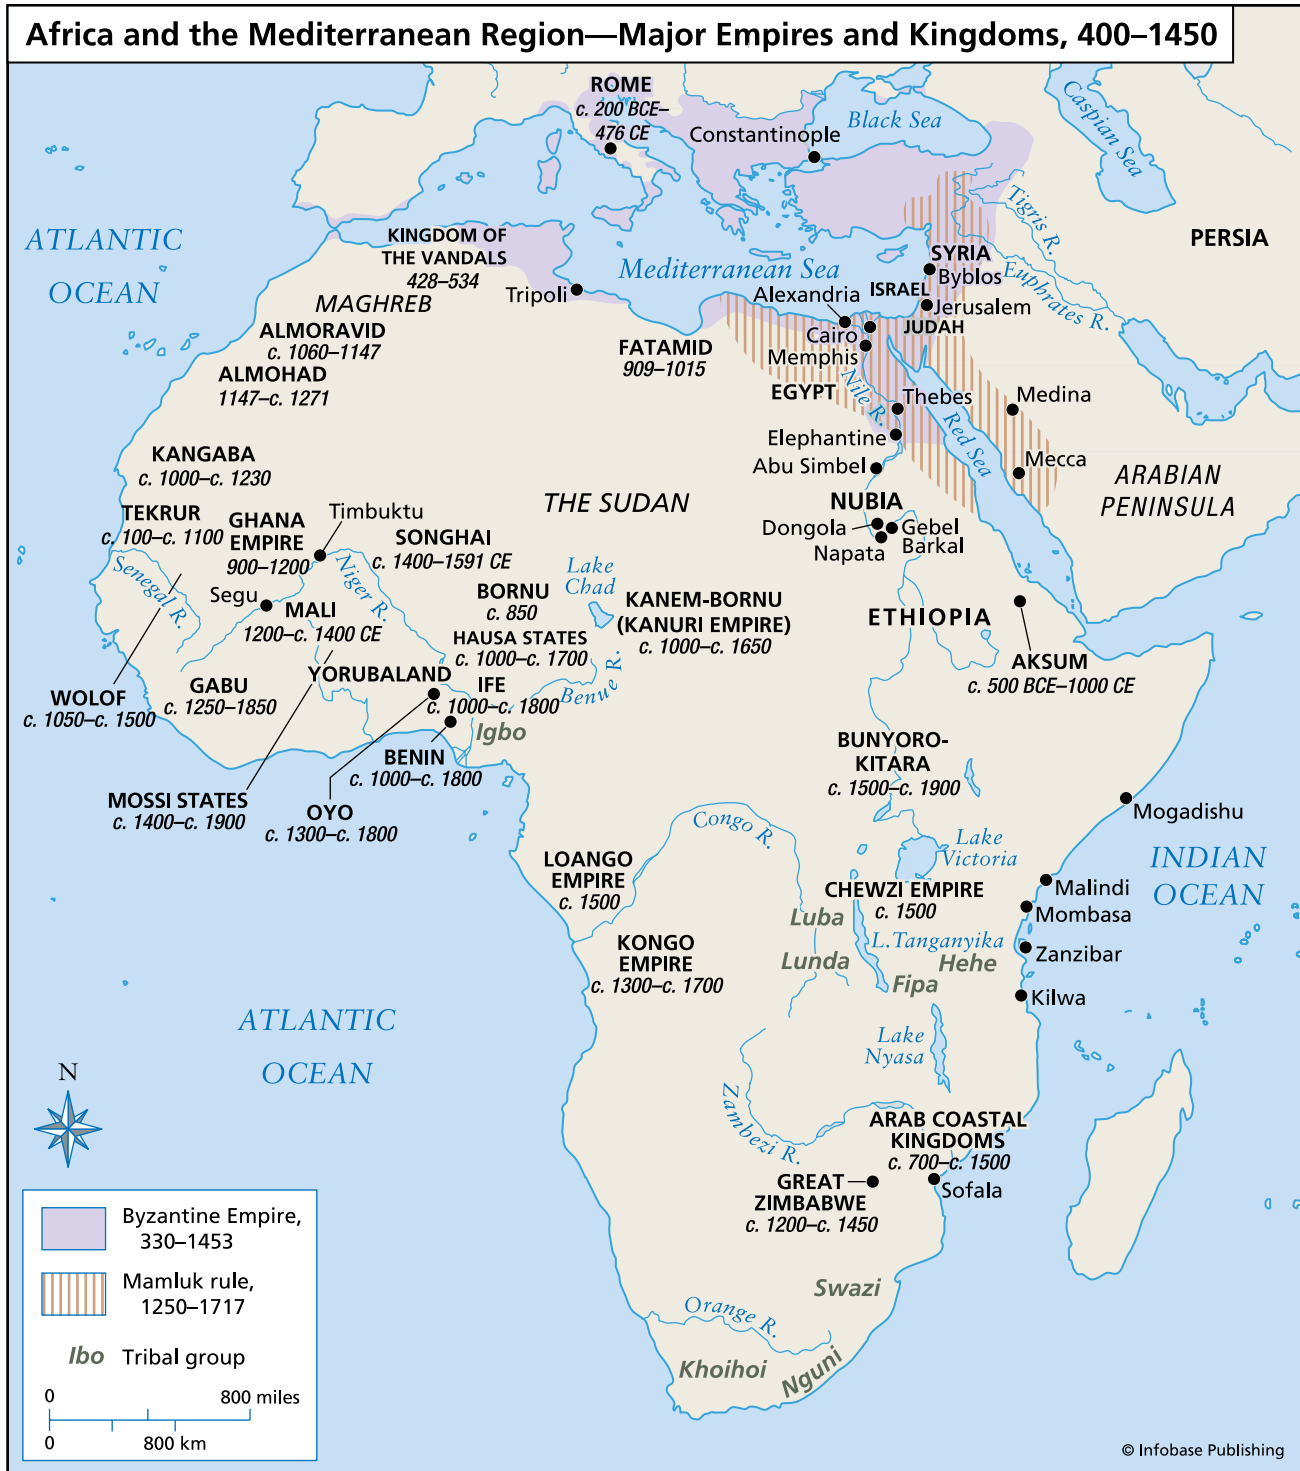 Africa and the Mediterranean Region—Major Empires and Kingdoms, 400–1450
ROME
c. 200 BCE–
476 CE
Constantinople
Black Sea
Caspian Sea
Tigris R.
PERSIA
ATLANTIC
OCEAN
KINGDOM OF
THE VANDALS
428–534
Mediterranean Sea
SYRIA
Byblos
Euphrates R.
MAGHREB
Tripoli
Alexandria
ISRAEL
Jerusalem
ALMORAVID
c. 1060–1147
Cairo
JUDAH
FATAMID
909–1015
Memphis
ALMOHAD
1147–c. 1271
EGYPT
Nile R.
Thebes
Medina
Elephantine
Red Sea
KANGABA
c. 1000–c. 1230
Abu Simbel
Mecca
ARABIAN
PENINSULA
THE SUDAN
NUBIA
TEKRUR
c. 100–c. 1100
GHANA
EMPIRE
900–1200
Timbuktu
SONGHAI
c. 1400–1591 CE
Dongola
Gebel
Barkal
Napata
Senegal R.
Niger R.
Lake
Chad
Segu
BORNU
c. 850
MALI
1200–c. 1400 CE
KANEM-BORNU
(KANURI EMPIRE)
c. 1000–c. 1650
ETHIOPIA
HAUSA STATES
c. 1000–c. 1700
AKSUM
c. 500 BCE–1000 CE
YORUBALAND
Benue R.
WOLOF
c. 1050–c. 1500
GABU
c. 1250–1850
IFE
c. 1000–c. 1800
Igbo
BENIN
c. 1000–c. 1800
BUNYORO-
KITARA
c. 1500–c. 1900
MOSSI STATES
c. 1400–c. 1900
OYO
c. 1300–c. 1800
Mogadishu
Congo R.
Lake
Victoria
INDIAN
OCEAN
LOANGO
EMPIRE
c. 1500
CHEWZI EMPIRE
c. 1500
Malindi
Luba
Mombasa
KONGO
EMPIRE
c. 1300–c. 1700
L.Tanganyika
Lunda
Hehe
Zanzibar
Fipa
Kilwa
ATLANTIC
OCEAN
Lake
Nyasa
N
Zambezi R.
ARAB COASTAL
KINGDOMS
c. 700–c. 1500
GREAT
ZIMBABWE
c. 1200–c. 1450
Sofala
Swazi
Orange R.
Khoihoi
Nguni
Byzantine Empire,
330–1453
Mamluk rule,
1250–1717
Ibo Tribal group
0 800 miles
0 800 km
© Infobase Publishing